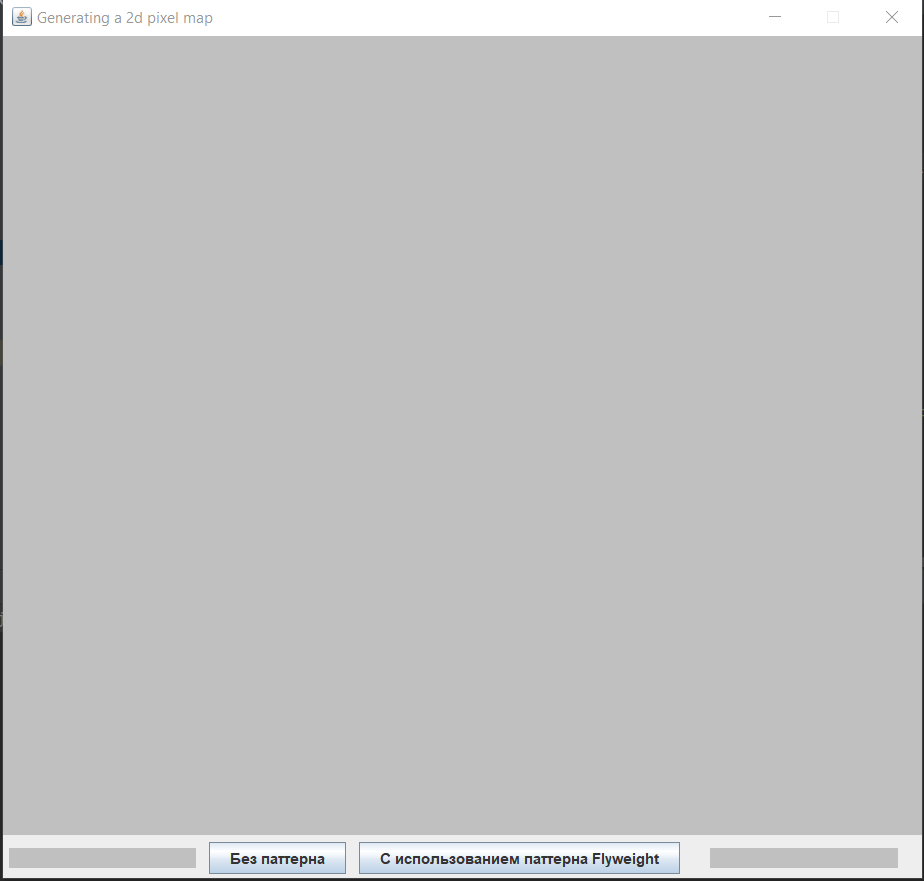 Generating a 2d pixel map
Без паттерна
С использованием паттерна Flyweight